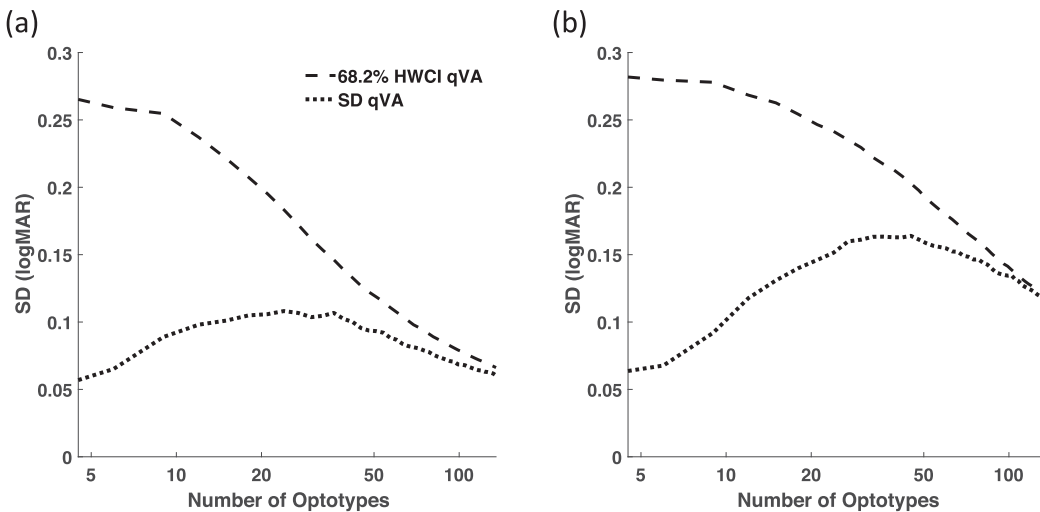 (a)
0.3
0.25
0.2
0.15
0.1
0.05
0
SD (logMAR)
68.2% HWCI qVA
SD qVA
5 10 20 50 100
Number of Optotypes
(b)
0.3
0.25
0.2
0.15
0.1
0.05
0
SD (logMAR)
5 10 20 50 100
Number of Optotypes